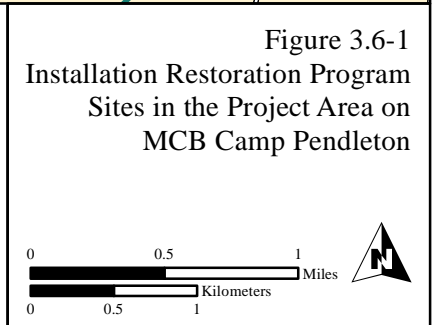 Figure 3.6-1
Installation Restoration Program
Sites in the Project Area on
MCB Camp Pendleton
0 0.5 1
Miles
N
Kilometers
0 0.5 1